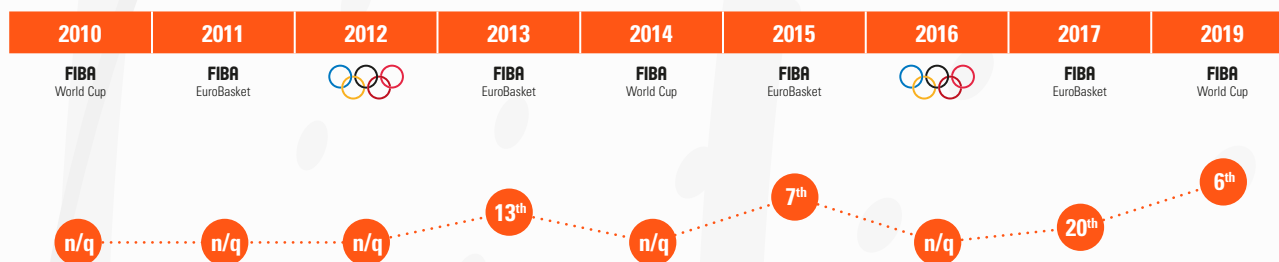 2010 2011 2012 2013 2014 2015 2016 2017 2019
FIBA FIBA FIBA FIBA FIBA FIBA FIBA
World Cup EuroBasket EuroBasket World Cup EuroBasket EuroBasket World Cup
6th
7th
13th
20th
n/q n/q n/q n/q n/q